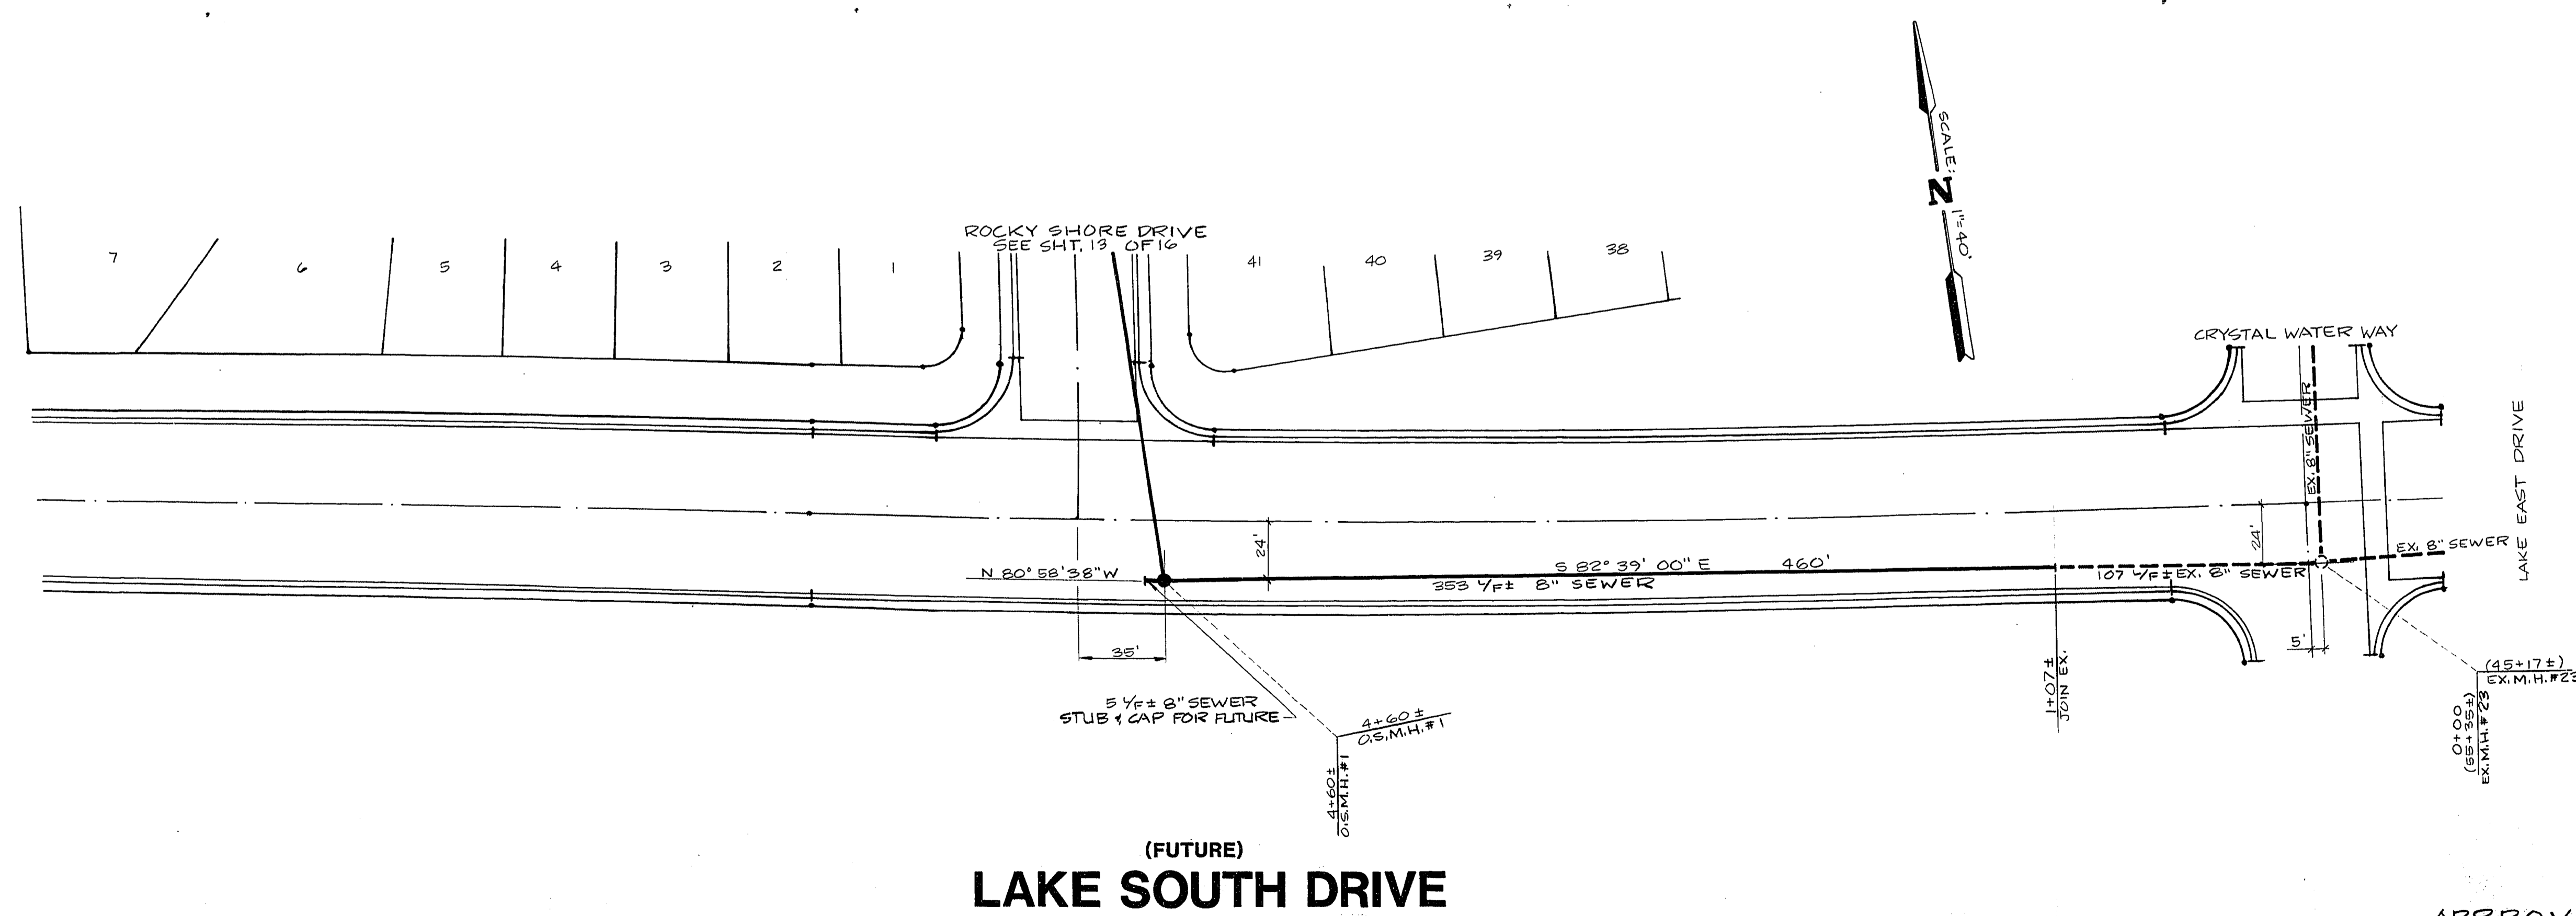 SCALE:
N
1"=40'
ROCKY SHORE DRIVE
SEE SHT. 13 OF 16
7
6
5
4
3
2
1
41
40
39
38
CRYSTAL WATER WAY
EX. 8" SEWER
LAKE EAST DRIVE
24'
24'
EX. 8" SEWER
N 80° 58' 38" W
S 82° 39' 00" E 460'
353 L/F± 8" SEWER
107 L/F± EX. 8" SEWER
35'
5'
5 L/F± 8" SEWER
STUB & CAP FOR FUTURE
4+60±
O.S.M.H.#1
4+60±
O.S.M.H.#1
1+07±
JOIN EX.
(45+17±)
EX. M.H.#23
0+00
(55+35±)
EX. M.H.#23
(FUTURE)
LAKE SOUTH DRIVE